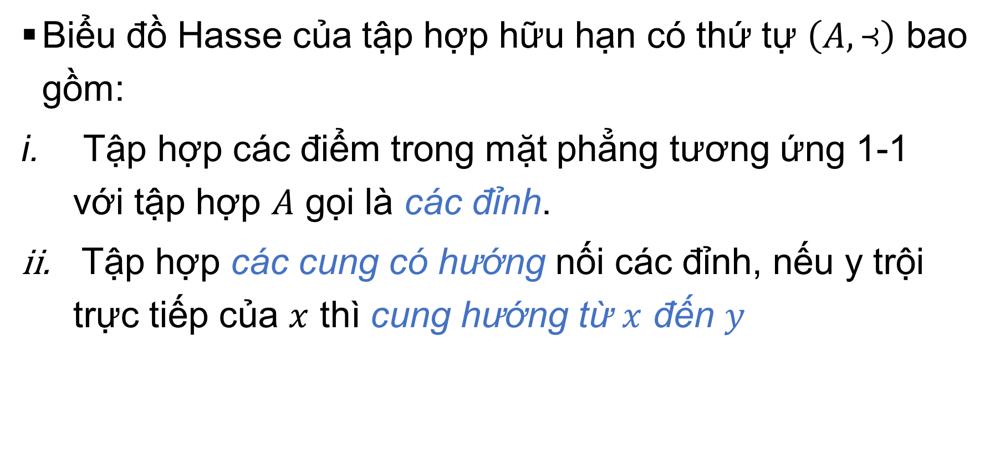 ▪Biểu đồ Hasse của tập hợp hữu hạn có thứ tự (A,⊰) bao
gồm:
i. Tập hợp các điểm trong mặt phẳng tương ứng 1-1
với tập hợp A gọi là các đỉnh.
ii. Tập hợp các cung có hướng nối các đỉnh, nếu y trội
trực tiếp của x thì cung hướng từ x đến y